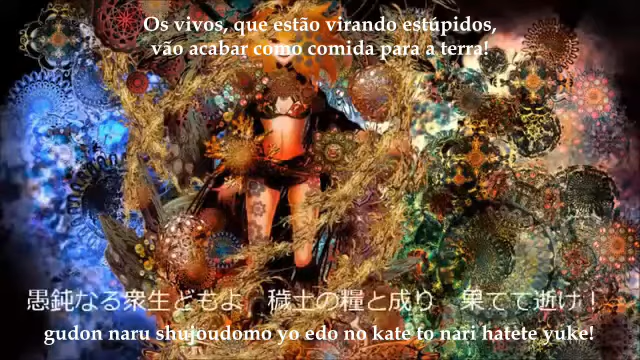 Os vivos, que estão virando estúpidos,
vão acabar como comida para a terra!
愚鈍なる衆生どもよ　穢土の糧と成り　果てて逝け！
gudon naru shujoudomo yo edo no kate to nari hatete yuke!